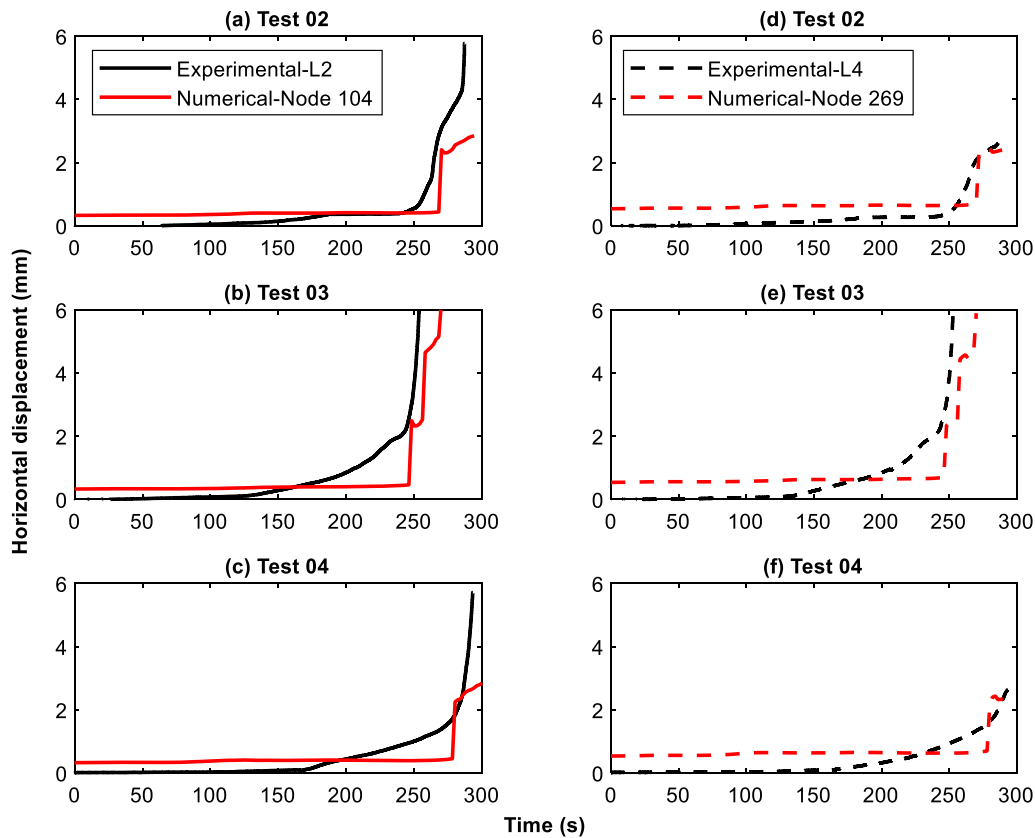 (a) Test 02
6
4
2
0
0 50 100 150 200 250 300
Experimental-L2
Numerical-Node 104
(d) Test 02
6
4
2
0
0 50 100 150 200 250 300
Experimental-L4
Numerical-Node 269
Horizontal displacement (mm)
(b) Test 03
6
4
2
0
0 50 100 150 200 250 300
(e) Test 03
6
4
2
0
0 50 100 150 200 250 300
(c) Test 04
6
4
2
0
0 50 100 150 200 250 300
(f) Test 04
6
4
2
0
0 50 100 150 200 250 300
Time (s)